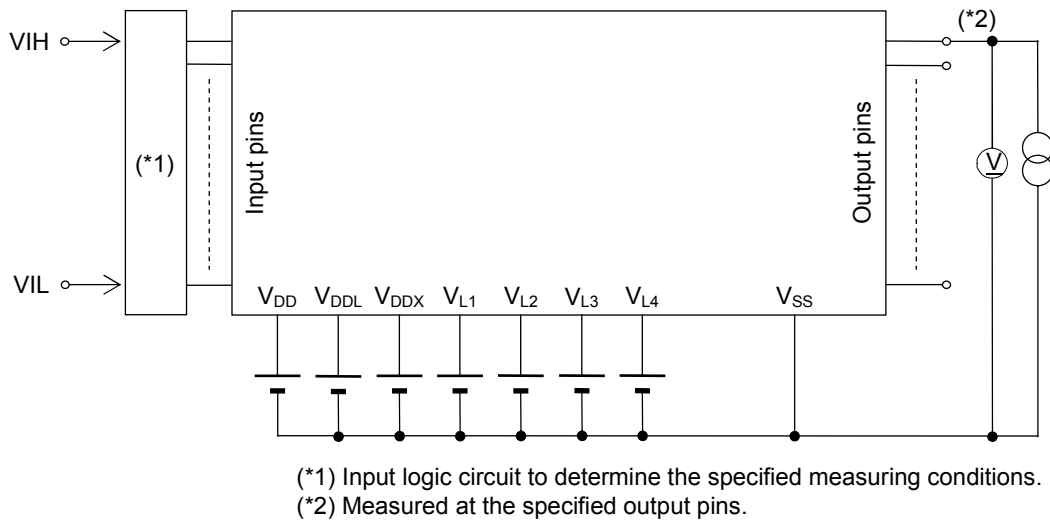 (*2)
VIH
(*1)
Input pins
Output pins
V
VIL
VDD VDDL VDDX VL1 VL2 VL3 VL4 VSS
(*1) Input logic circuit to determine the specified measuring conditions.
(*2) Measured at the specified output pins.